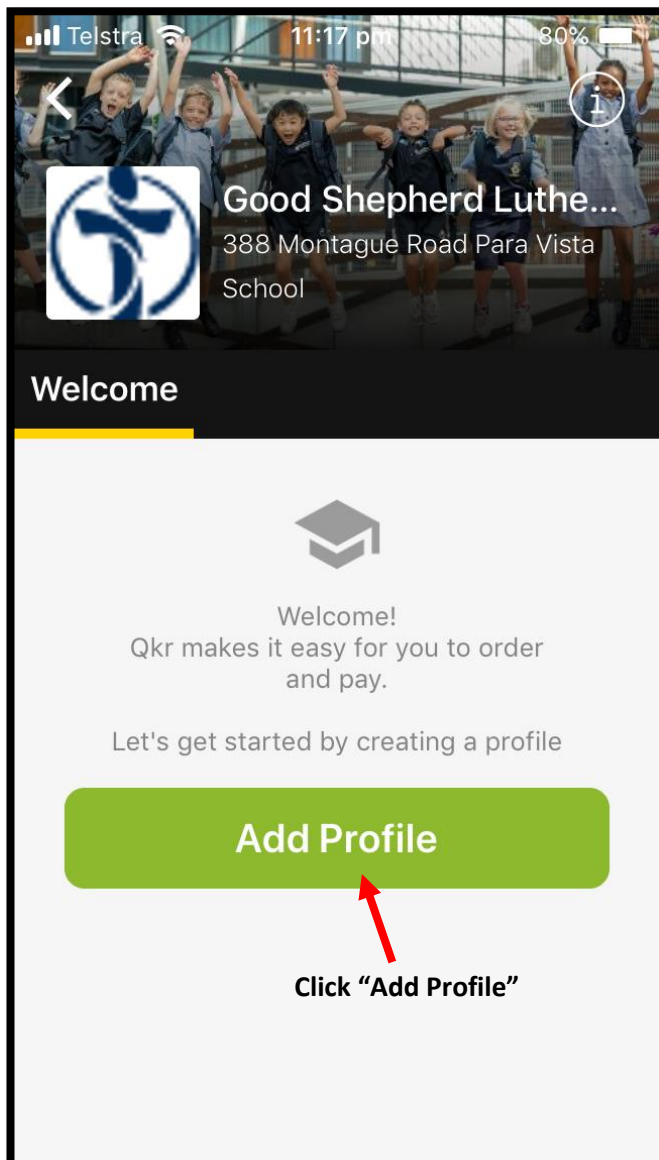 Telstra 11:17 pm 80%
i
Good Shepherd Luthe...
388 Montague Road Para Vista
School
Welcome
Welcome!
Qkr makes it easy for you to order
and pay.
Let's get started by creating a profile
Add Profile
Click “Add Profile”